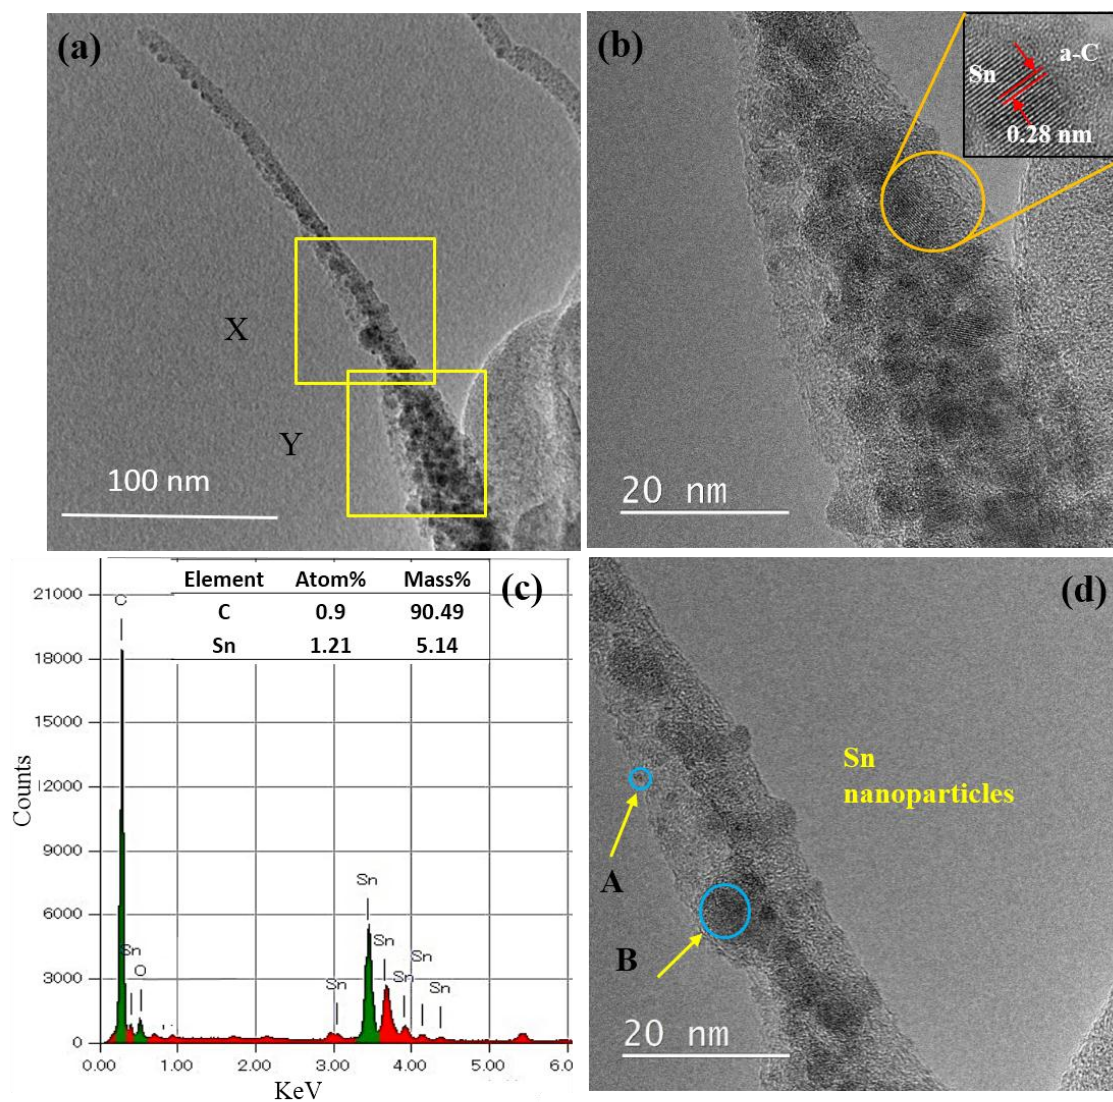 (a)
X
Y
100 nm
(b)
a-C
Sn
0.28 nm
20 nm
(c)
Element Atom% Mass%
C 0.9 90.49
Sn 1.21 5.14
21000
18000
15000
12000
9000
6000
3000
0
Counts
C
Sn
O
Sn
Sn
Sn
Sn
Sn
Sn
0.00 1.00 2.00 3.00 4.00 5.00 6.0
KeV
(d)
Sn
nanoparticles
A
B
20 nm